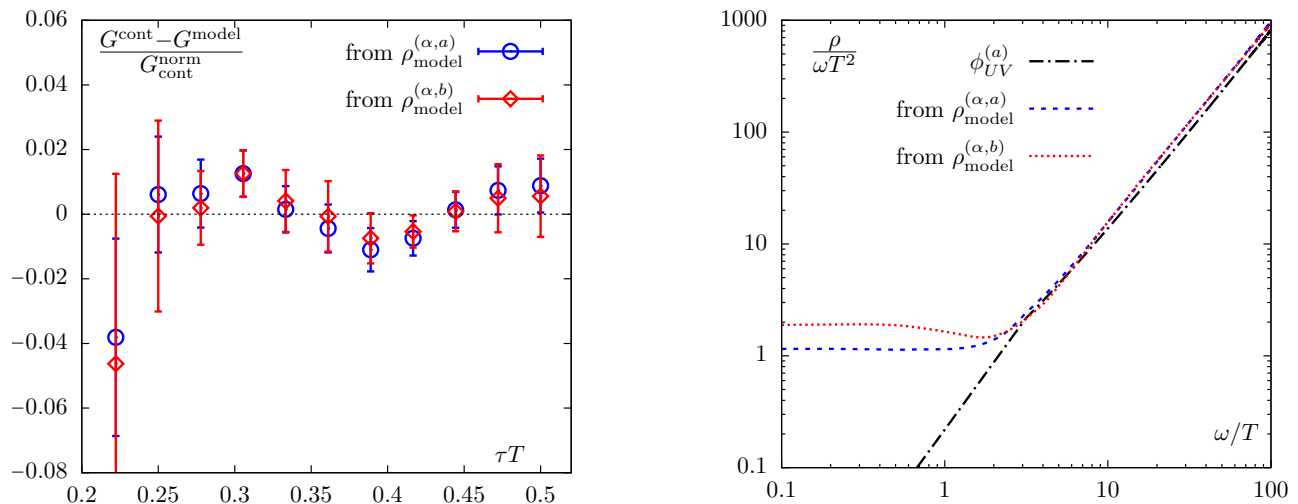 0.06
0.04
0.02
0
−0.02
−0.04
−0.06
−0.08
0.2 0.25 0.3 0.35 0.4 0.45 0.5
G^cont−G^model
G^norm_cont
from ρ^(α,a)_model
from ρ^(α,b)_model
τT
1000
100
10
1
0.1
0.1 1 10 100
ρ
ωT²
φ^(a)_UV
from ρ^(α,a)_model
from ρ^(α,b)_model
ω/T